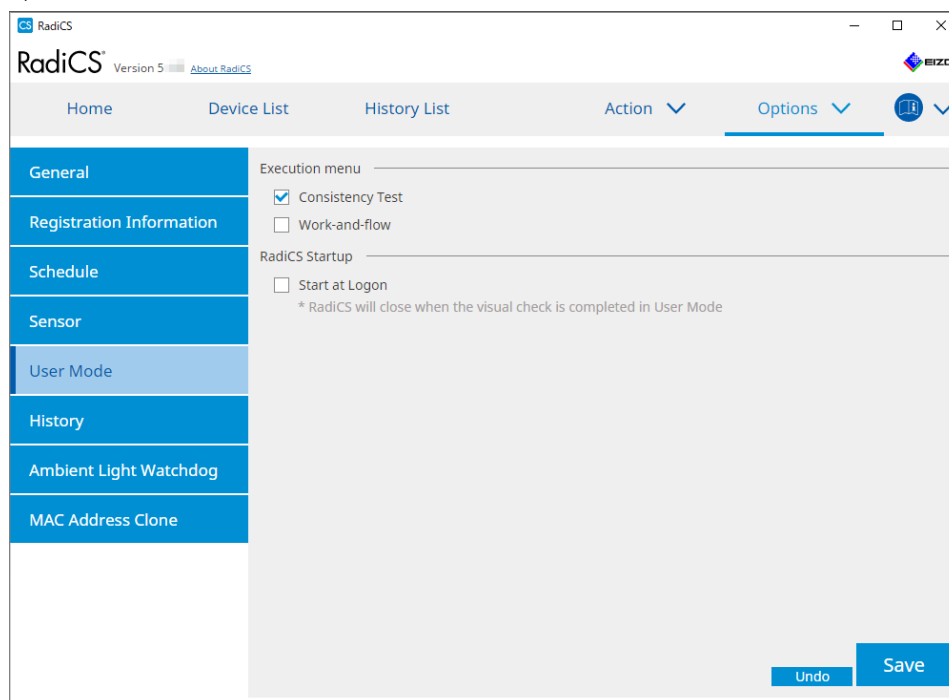 CS RadiCS
RadiCS® Version 5 About RadiCS
EIZO
Home Device List History List Action Options
General
Registration Information
Schedule
Sensor
User Mode
History
Ambient Light Watchdog
MAC Address Clone
Execution menu
Consistency Test
Work-and-flow
RadiCS Startup
Start at Logon
* RadiCS will close when the visual check is completed in User Mode
Undo Save